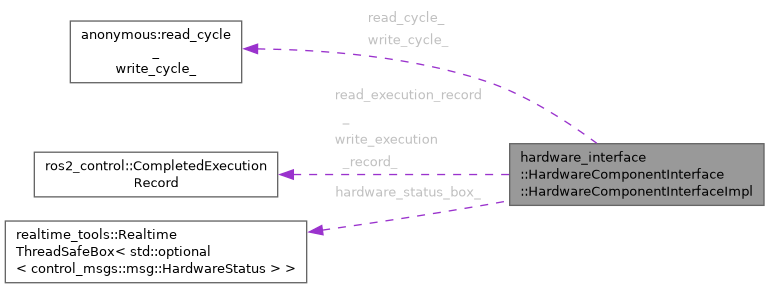 read_cycle_
write_cycle_
anonymous:read_cycle
_
write_cycle_
read_execution_record
_
write_execution
_record_
ros2_control::CompletedExecution
Record
hardware_interface
::HardwareComponentInterface
::HardwareComponentInterfaceImpl
hardware_status_box_
realtime_tools::Realtime
ThreadSafeBox< std::optional
< control_msgs::msg::HardwareStatus > >